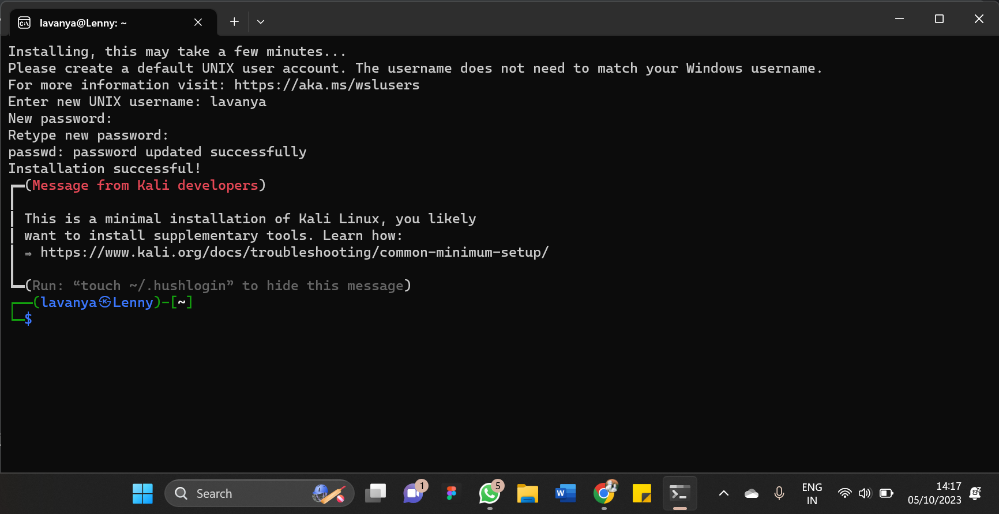 lavanya@Lenny: ~
Installing, this may take a few minutes...
Please create a default UNIX user account. The username does not need to match your Windows username.
For more information visit: https://aka.ms/wslusers
Enter new UNIX username: lavanya
New password:
Retype new password:
passwd: password updated successfully
Installation successful!
(Message from Kali developers)
This is a minimal installation of Kali Linux, you likely
want to install supplementary tools. Learn how:
⇒ https://www.kali.org/docs/troubleshooting/common-minimum-setup/
(Run: “touch ~/.hushlogin” to hide this message)
(lavanya㉿Lenny)-[~]
$
Search
1
5
ENG
IN
14:17
05/10/2023